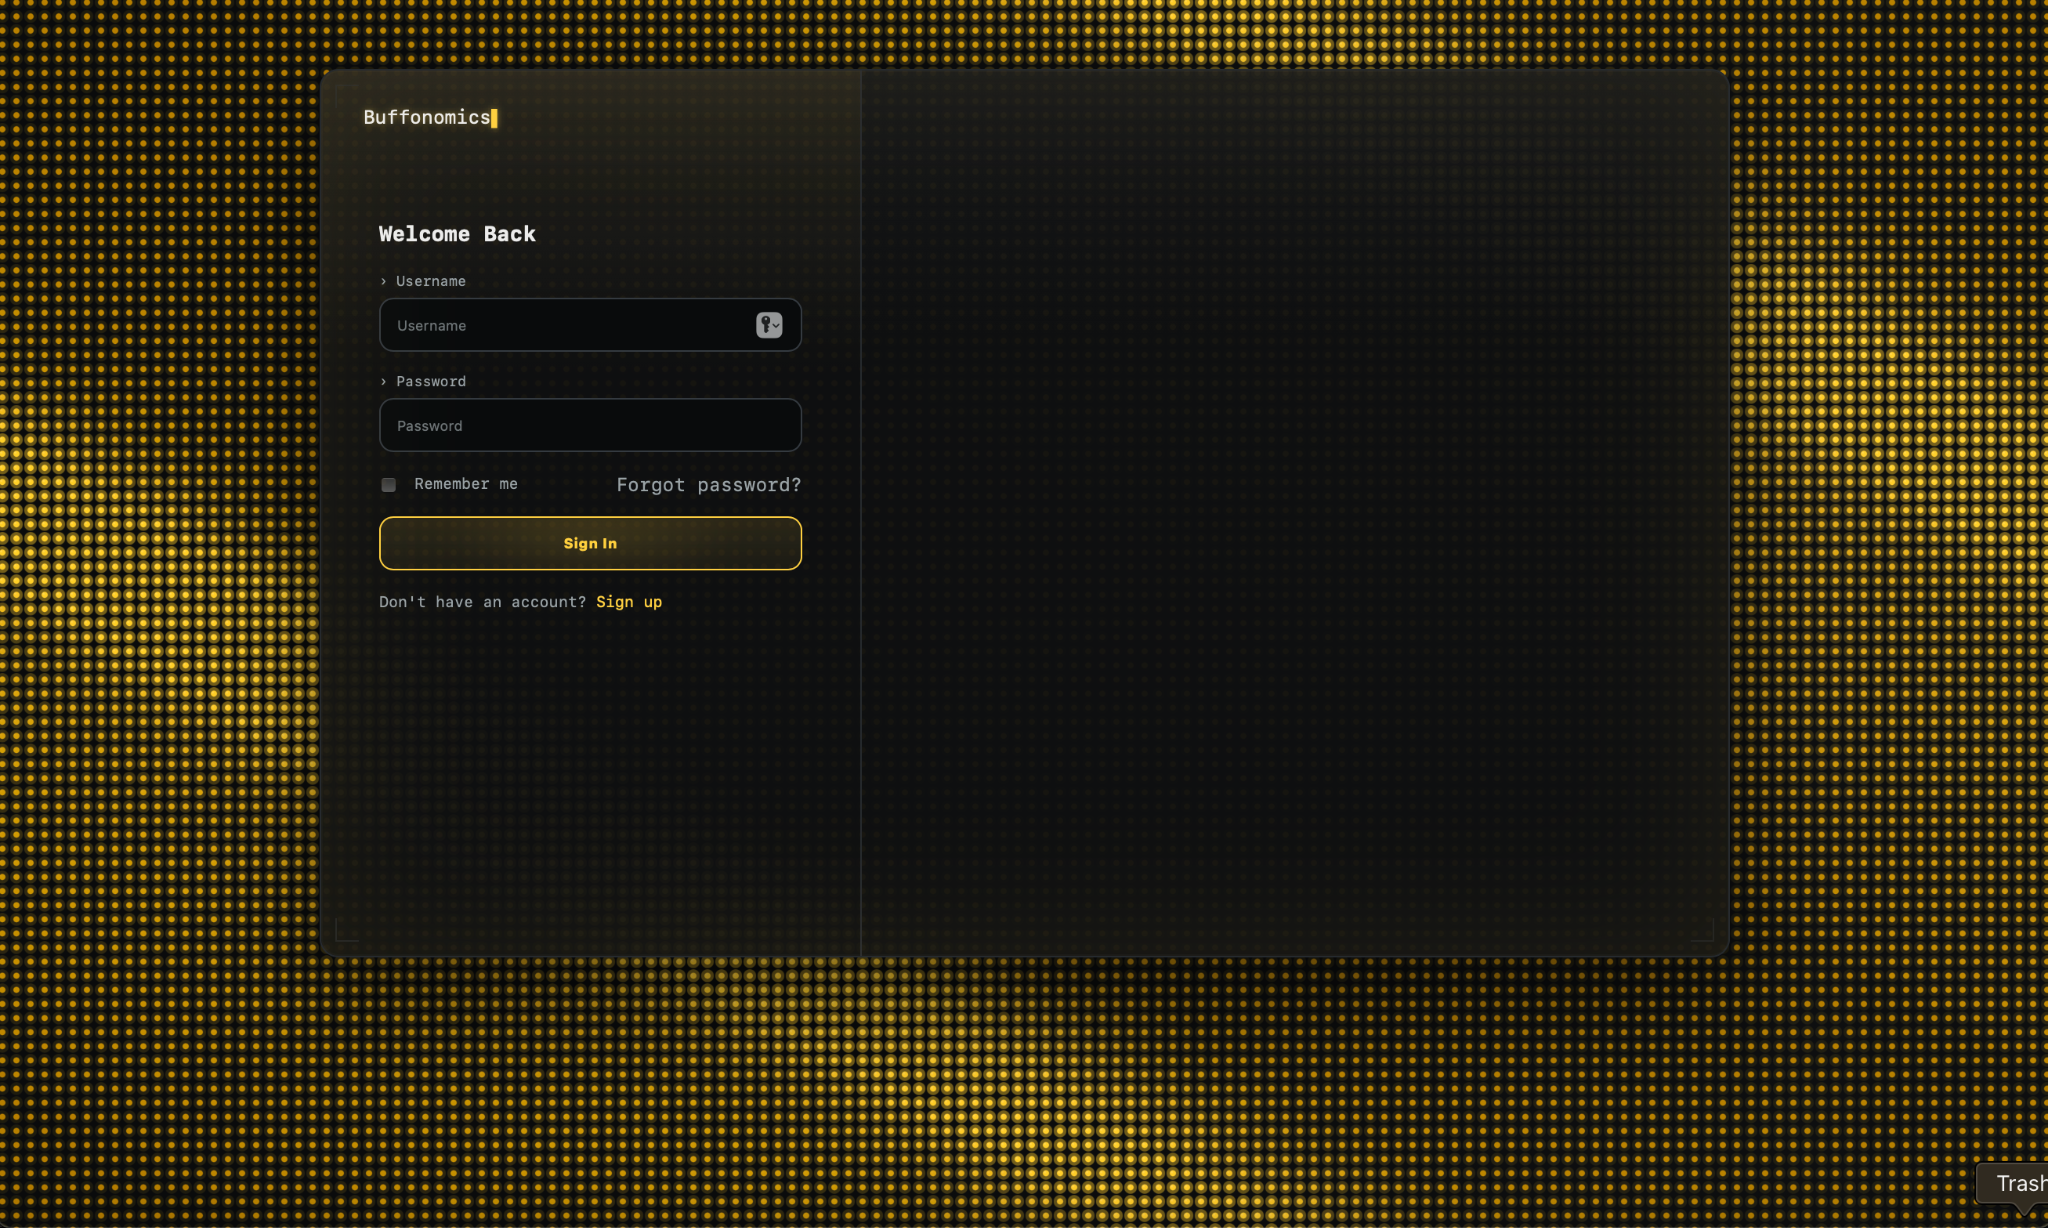 Buffonomics
Welcome Back
› Username
Username
› Password
Password
Remember me
Forgot password?
Sign In
Don't have an account? Sign up
Trash